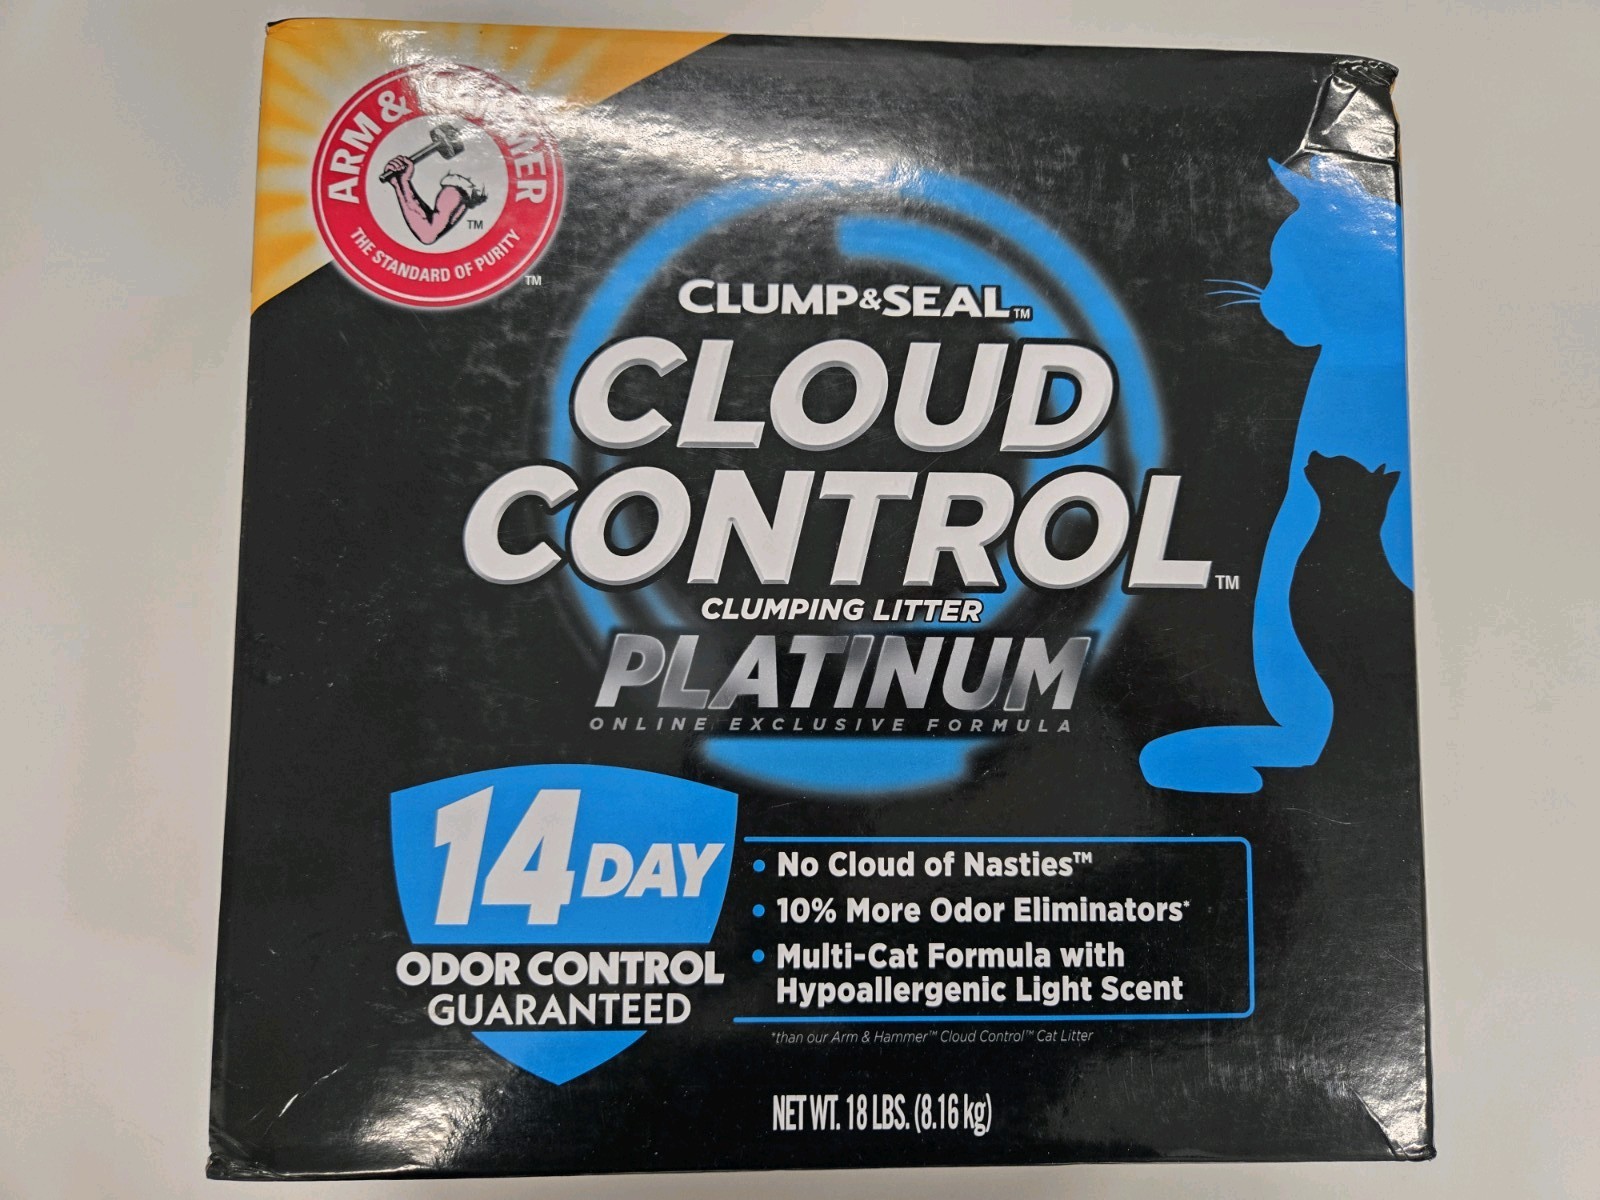 ARM & HAMMER
THE STANDARD OF PURITY
TM
TM
CLUMP&SEAL™
CLOUD
CONTROL™
CLUMPING LITTER
PLATINUM
ONLINE EXCLUSIVE FORMULA
14 DAY
ODOR CONTROL
GUARANTEED
• No Cloud of Nasties™
• 10% More Odor Eliminators*
• Multi-Cat Formula with
Hypoallergenic Light Scent
*than our Arm & Hammer™ Cloud Control™ Cat Litter
NET WT. 18 LBS. (8.16 kg)